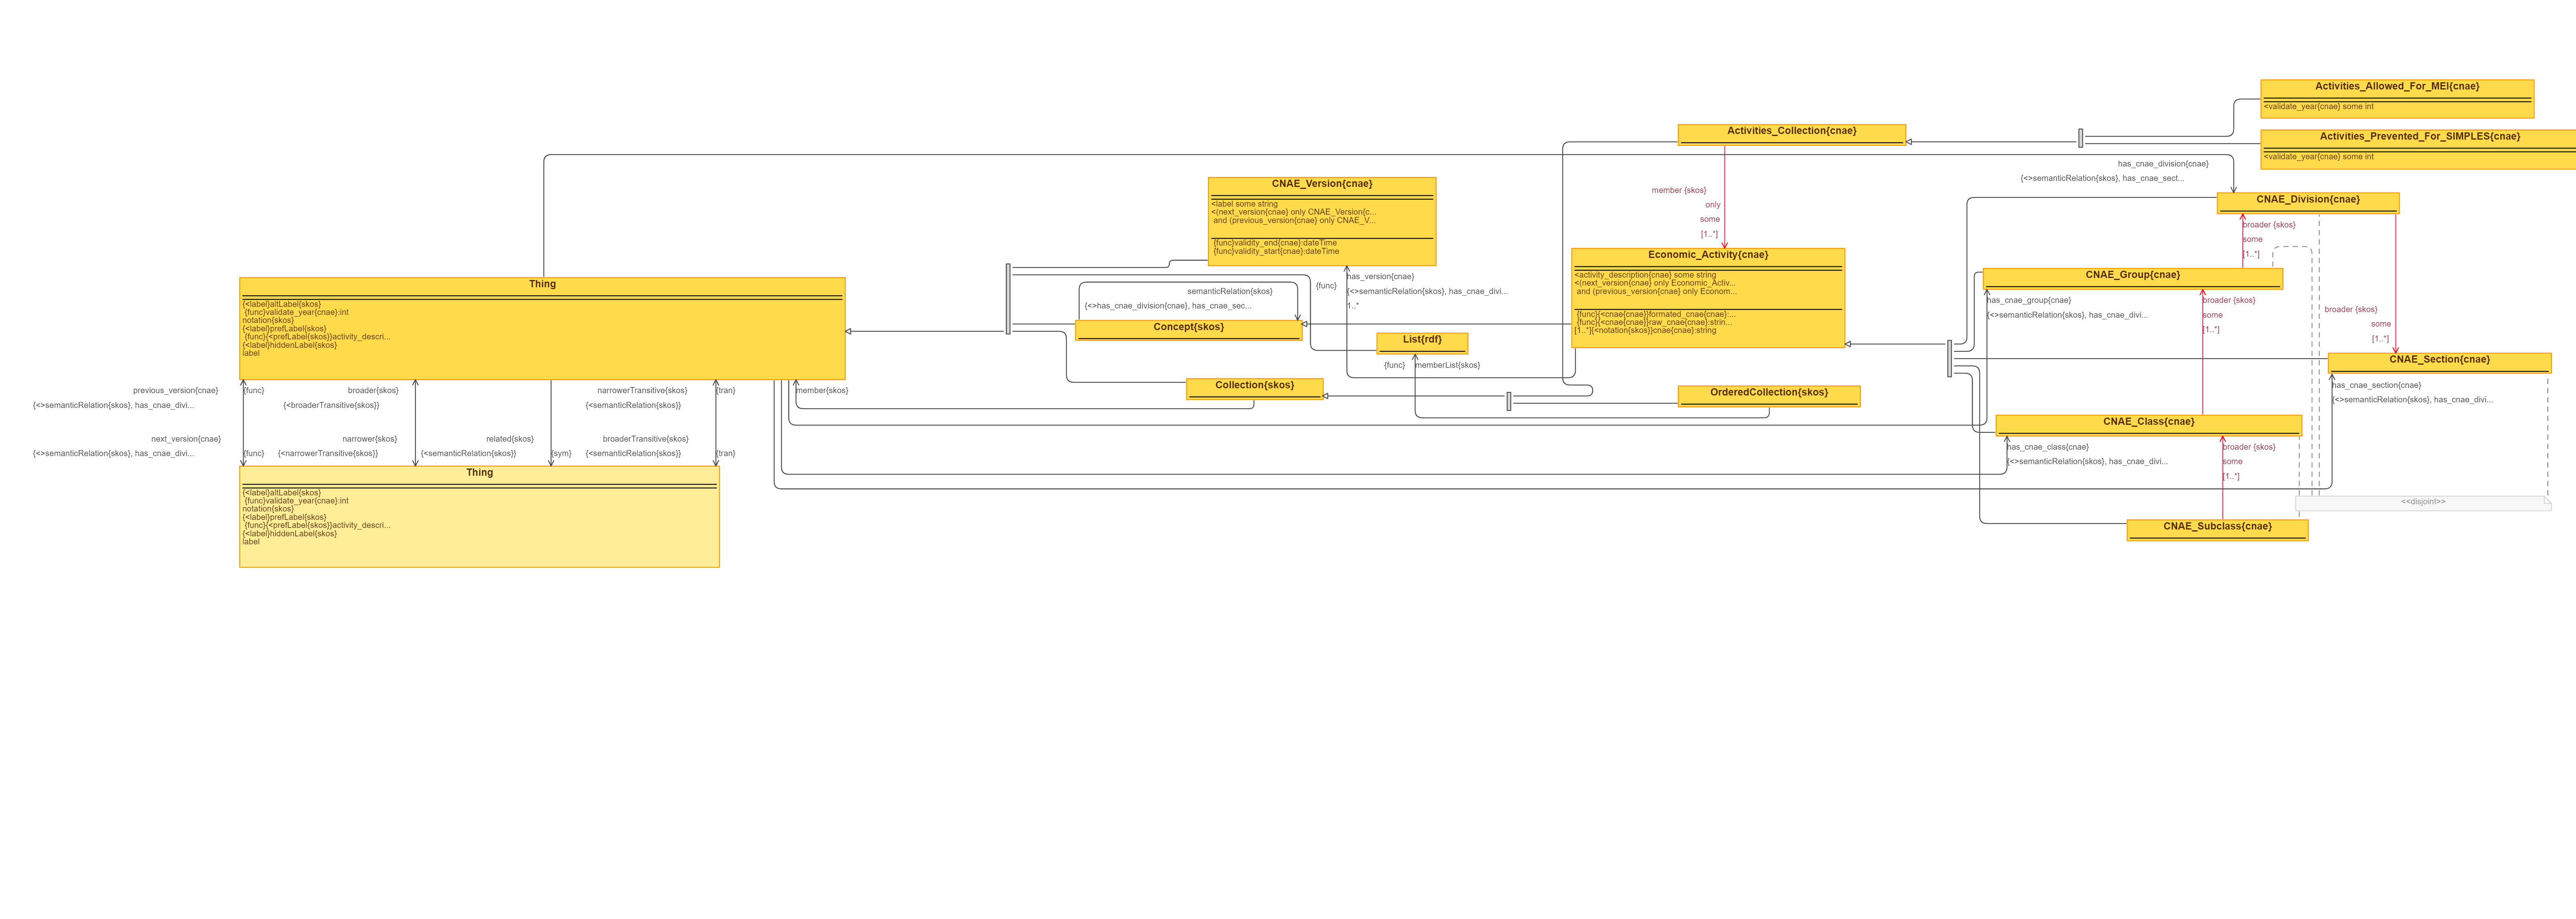 Activities_Allowed_For_MEI{cnae}
<validate_year{cnae} some int
Activities_Collection{cnae}
Activities_Prevented_For_SIMPLES{cnae}
<validate_year{cnae} some int
has_cnae_division{cnae}
{<>semanticRelation{skos}, has_cnae_sect...
CNAE_Version{cnae}
<label some string
<(next_version{cnae} only CNAE_Version{c...
and (previous_version{cnae} only CNAE_V...
{func}validity_end{cnae}:dateTime
{func}validity_start{cnae}:dateTime
member {skos}
only
some
[1..*]
CNAE_Division{cnae}
broader {skos}
some
[1..*]
Economic_Activity{cnae}
<activity_description{cnae} some string
<(next_version{cnae} only Economic_Activ...
and (previous_version{cnae} only Econom...
{func}{<cnae{cnae}}formated_cnae{cnae}:...
{func}{<cnae{cnae}}raw_cnae{cnae}:strin...
[1..*]{<notation{skos}}cnae{cnae}:string
CNAE_Group{cnae}
Thing
{<label}altLabel{skos}
{func}validate_year{cnae}:int
notation{skos}
{<label}prefLabel{skos}
{func}{<prefLabel{skos}}activity_descri...
{<label}hiddenLabel{skos}
label
has_version{cnae}
{func}
{<>semanticRelation{skos}, has_cnae_divi...
1..*
semanticRelation{skos}
{<>has_cnae_division{cnae}, has_cnae_sec...
Concept{skos}
List{rdf}
{func}
memberList{skos}
has_cnae_group{cnae}
{<>semanticRelation{skos}, has_cnae_divi...
broader {skos}
some
[1..*]
broader {skos}
some
[1..*]
CNAE_Section{cnae}
has_cnae_section{cnae}
{<>semanticRelation{skos}, has_cnae_divi...
Collection{skos}
OrderedCollection{skos}
CNAE_Class{cnae}
has_cnae_class{cnae}
{<>semanticRelation{skos}, has_cnae_divi...
broader {skos}
some
[1..*]
previous_version{cnae}
{func}
{<>semanticRelation{skos}, has_cnae_divi...
broader{skos}
{<broaderTransitive{skos}}
narrowerTransitive{skos}
{tran}
{<semanticRelation{skos}}
member{skos}
next_version{cnae}
{<>semanticRelation{skos}, has_cnae_divi...
{func}
narrower{skos}
{<narrowerTransitive{skos}}
related{skos}
{<semanticRelation{skos}}
{sym}
broaderTransitive{skos}
{<semanticRelation{skos}}
{tran}
Thing
{<label}altLabel{skos}
{func}validate_year{cnae}:int
notation{skos}
{<label}prefLabel{skos}
{func}{<prefLabel{skos}}activity_descri...
{<label}hiddenLabel{skos}
label
<<disjoint>>
CNAE_Subclass{cnae}